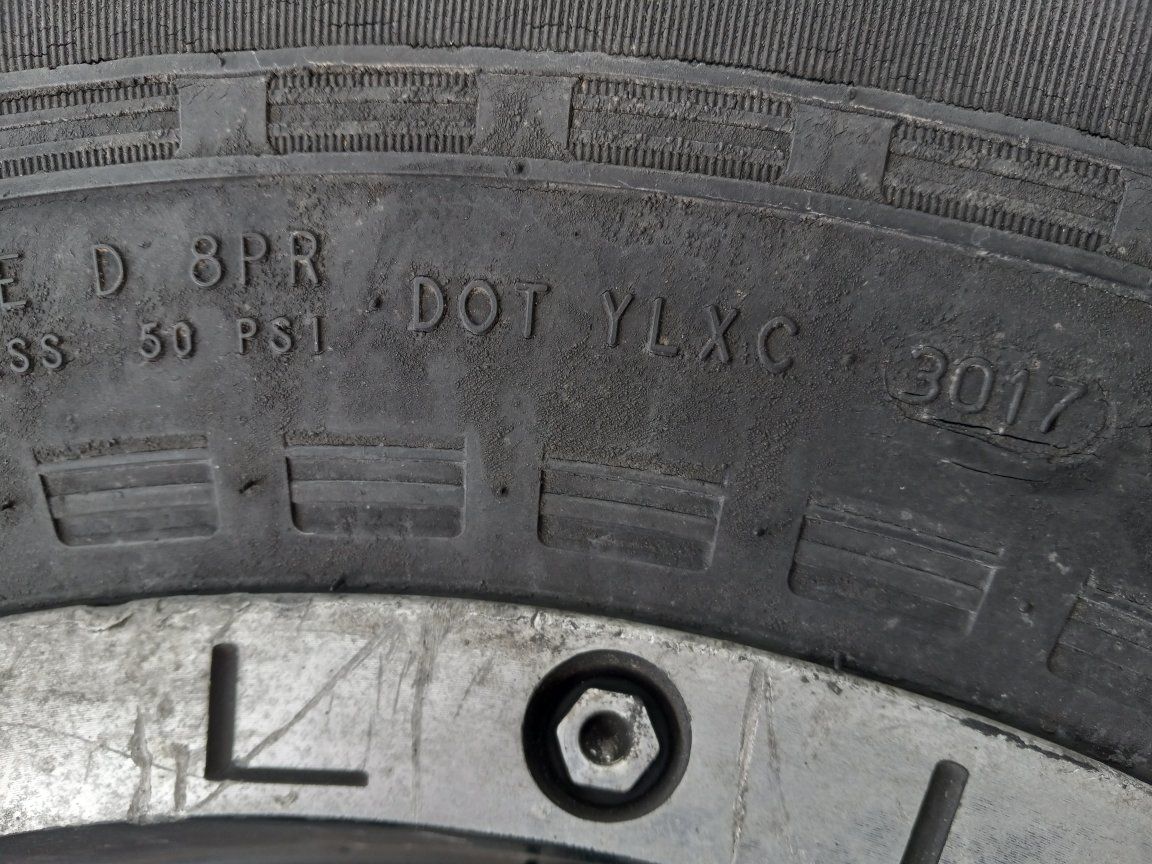 E D 8PR
SS 50 PSI
DOT YLXC 3017
L